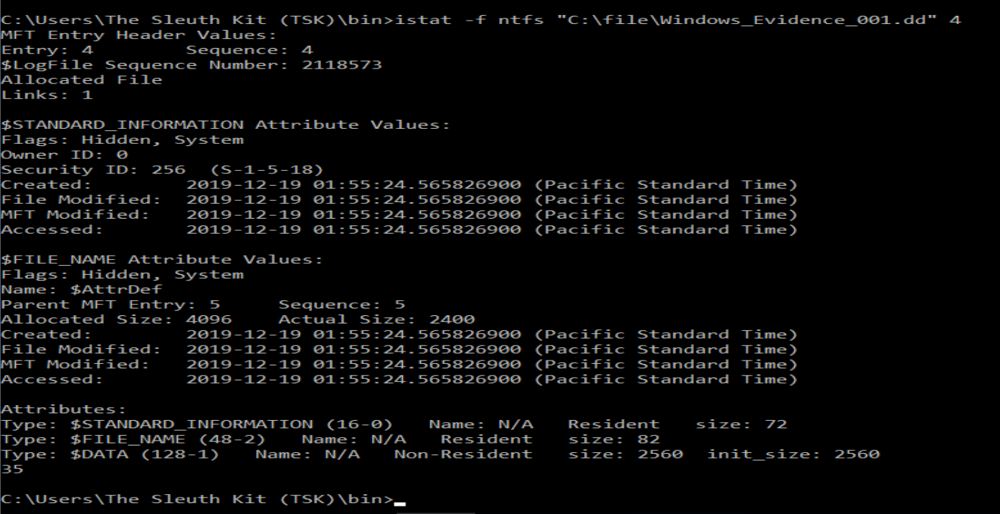 C:\Users\The Sleuth Kit (TSK)\bin>istat -f ntfs "C:\file\Windows_Evidence_001.dd" 4
MFT Entry Header Values:
Entry: 4        Sequence: 4
$LogFile Sequence Number: 2118573
Allocated File
Links: 1

$STANDARD_INFORMATION Attribute Values:
Flags: Hidden, System
Owner ID: 0
Security ID: 256  (S-1-5-18)
Created:        2019-12-19 01:55:24.565826900 (Pacific Standard Time)
File Modified:  2019-12-19 01:55:24.565826900 (Pacific Standard Time)
MFT Modified:   2019-12-19 01:55:24.565826900 (Pacific Standard Time)
Accessed:       2019-12-19 01:55:24.565826900 (Pacific Standard Time)

$FILE_NAME Attribute Values:
Flags: Hidden, System
Name: $AttrDef
Parent MFT Entry: 5     Sequence: 5
Allocated Size: 4096    Actual Size: 2400
Created:        2019-12-19 01:55:24.565826900 (Pacific Standard Time)
File Modified:  2019-12-19 01:55:24.565826900 (Pacific Standard Time)
MFT Modified:   2019-12-19 01:55:24.565826900 (Pacific Standard Time)
Accessed:       2019-12-19 01:55:24.565826900 (Pacific Standard Time)

Attributes:
Type: $STANDARD_INFORMATION (16-0)   Name: N/A   Resident   size: 72
Type: $FILE_NAME (48-2)   Name: N/A   Resident   size: 82
Type: $DATA (128-1)   Name: N/A   Non-Resident   size: 2560  init_size: 2560
35

C:\Users\The Sleuth Kit (TSK)\bin>